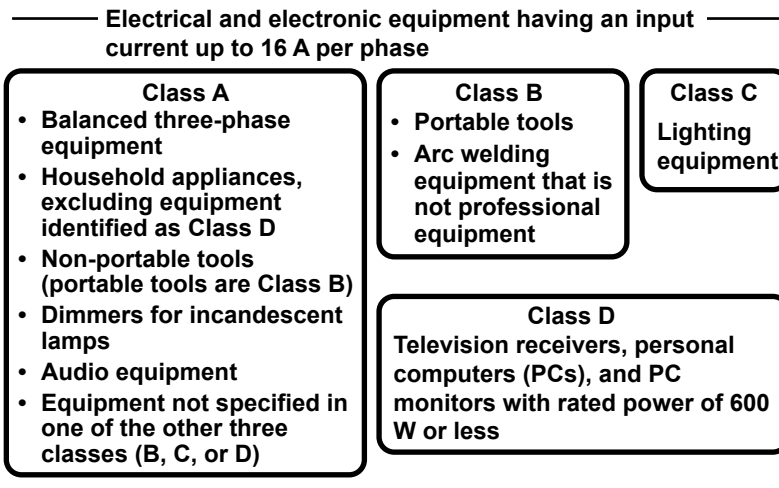 Electrical and electronic equipment having an input
current up to 16 A per phase
Class A
• Balanced three-phase
equipment
• Household appliances,
excluding equipment
identified as Class D
• Non-portable tools
(portable tools are Class B)
• Dimmers for incandescent
lamps
• Audio equipment
• Equipment not specified in
one of the other three
classes (B, C, or D)
Class B
• Portable tools
• Arc welding
equipment that is
not professional
equipment
Class C
Lighting
equipment
Class D
Television receivers, personal
computers (PCs), and PC
monitors with rated power of 600
W or less